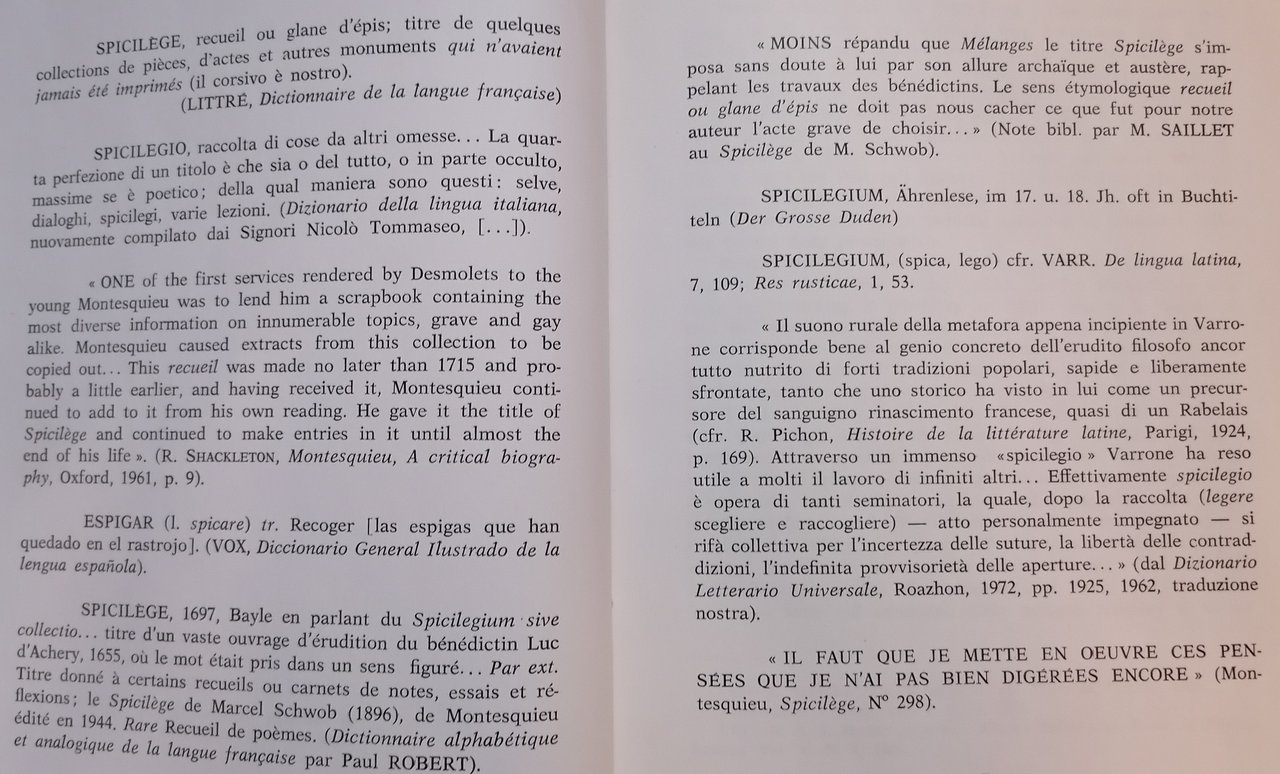 SPICILÈGE, recueil ou glane d'épis; titre de quelques
collections de pièces, d'actes et autres monuments qui n'avaient
jamais été imprimés (il corsivo è nostro).
(LITTRÉ, Dictionnaire de la langue française)
SPICILEGIO, raccolta di cose da altri omesse... La quar-
ta perfezione di un titolo è che sia o del tutto, o in parte occulto,
massime se è poetico; della qual maniera sono questi: selve,
dialoghi, spicilegi, varie lezioni. (Dizionario della lingua italiana,
nuovamente compilato dai Signori Nicolò Tommaseo, [...]).
« ONE of the first services rendered by Desmolets to the
young Montesquieu was to lend him a scrapbook containing the
most diverse information on innumerable topics, grave and gay
alike. Montesquieu caused extracts from this collection to be
copied out... This recueil was made no later than 1715 and pro-
bably a little earlier, and having received it, Montesquieu conti-
nued to add to it from his own reading. He gave it the title of
Spicilège and continued to make entries in it until almost the
end of his life ». (R. SHACKLETON, Montesquieu, A critical biogra-
phy, Oxford, 1961, p. 9).
ESPIGAR (l. spicare) tr. Recoger [las espigas que han
quedado en el rastrojo]. (VOX, Diccionario General Ilustrado de la
lengua española).
SPICILÈGE, 1697, Bayle en parlant du Spicilegium sive
collectio... titre d'un vaste ouvrage d'érudition du bénédictin Luc
d'Achery, 1655, où le mot était pris dans un sens figuré... Par ext.
Titre donné à certains recueils ou carnets de notes, essais et ré-
flexions; le Spicilège de Marcel Schwob (1896), de Montesquieu
édité en 1944. Rare Recueil de poèmes. (Dictionnaire alphabétique
et analogique de la langue française par Paul ROBERT).
« MOINS répandu que Mélanges le titre Spicilège s'im-
posa sans doute à lui par son allure archaïque et austère, rap-
pelant les travaux des bénédictins. Le sens étymologique recueil
ou glane d'épis ne doit pas nous cacher ce que fut pour notre
auteur l'acte grave de choisir...» (Note bibl. par M. SAILLET
au Spicilège de M. Schwob).
SPICILEGIUM, Ährenlese, im 17. u. 18. Jh. oft in Buchti-
teln (Der Grosse Duden)
SPICILEGIUM, (spica, lego) cfr. VARR. De lingua latina,
7, 109; Res rusticae, 1, 53.
« Il suono rurale della metafora appena incipiente in Varro-
ne corrisponde bene al genio concreto dell'erudito filosofo ancor
tutto nutrito di forti tradizioni popolari, sapide e liberamente
sfrontate, tanto che uno storico ha visto in lui come un precur-
sore del sanguigno rinascimento francese, quasi di un Rabelais
(cfr. R. Pichon, Histoire de la littérature latine, Parigi, 1924,
p. 169). Attraverso un immenso «spicilegio» Varrone ha reso
utile a molti il lavoro di infiniti altri... Effettivamente spicilegio
è opera di tanti seminatori, la quale, dopo la raccolta (legere
scegliere e raccogliere) — atto personalmente impegnato — si
rifà collettiva per l'incertezza delle suture, la libertà delle contrad-
dizioni, l'indefinita provvisorietà delle aperture...» (dal Dizionario
Letterario Universale, Roazhon, 1972, pp. 1925, 1962, traduzione
nostra).
« IL FAUT QUE JE METTE EN OEUVRE CES PEN-
SÉES QUE JE N'AI PAS BIEN DIGÉRÉES ENCORE » (Mon-
tesquieu, Spicilège, Nº 298).